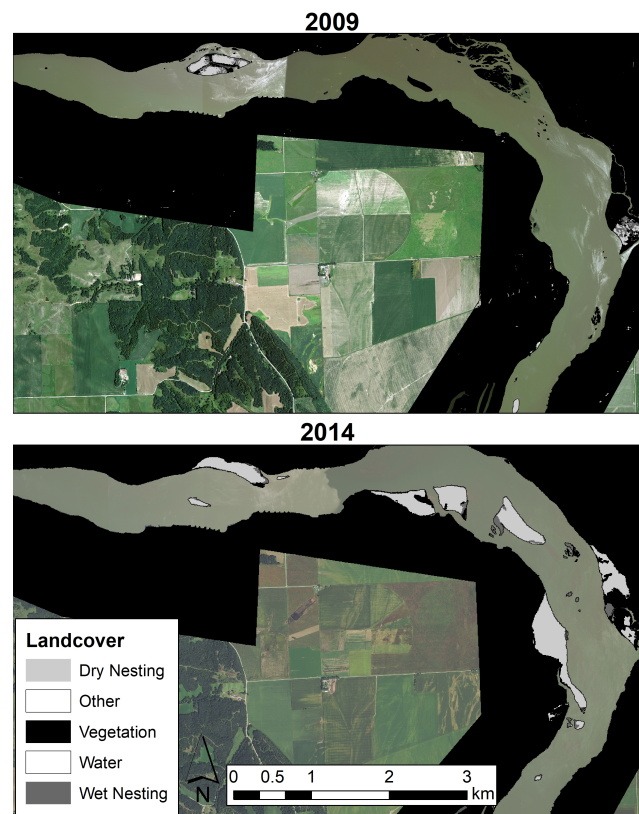 2009
2014
Landcover
Dry Nesting
Other
Vegetation
Water
Wet Nesting
N
0 0.5 1 2 3
km